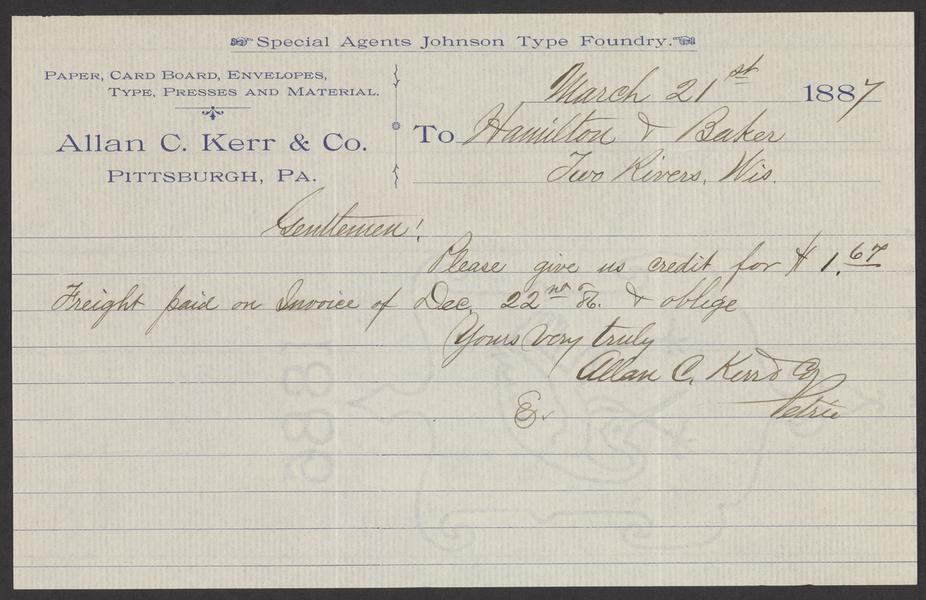 Special Agents Johnson Type Foundry.
Paper, Card Board, Envelopes,
Type, Presses and Material.
Allan C. Kerr & Co.
Pittsburgh, Pa.
March 21st 1887
To Hamilton & Baker
Two Rivers, Wis.
Gentlemen!
Please give us credit for $1.67
Freight paid on Invoice of Dec. 22nd & oblige
Yours Very truly
Allan C. Kerr & Co
Petrie
1885